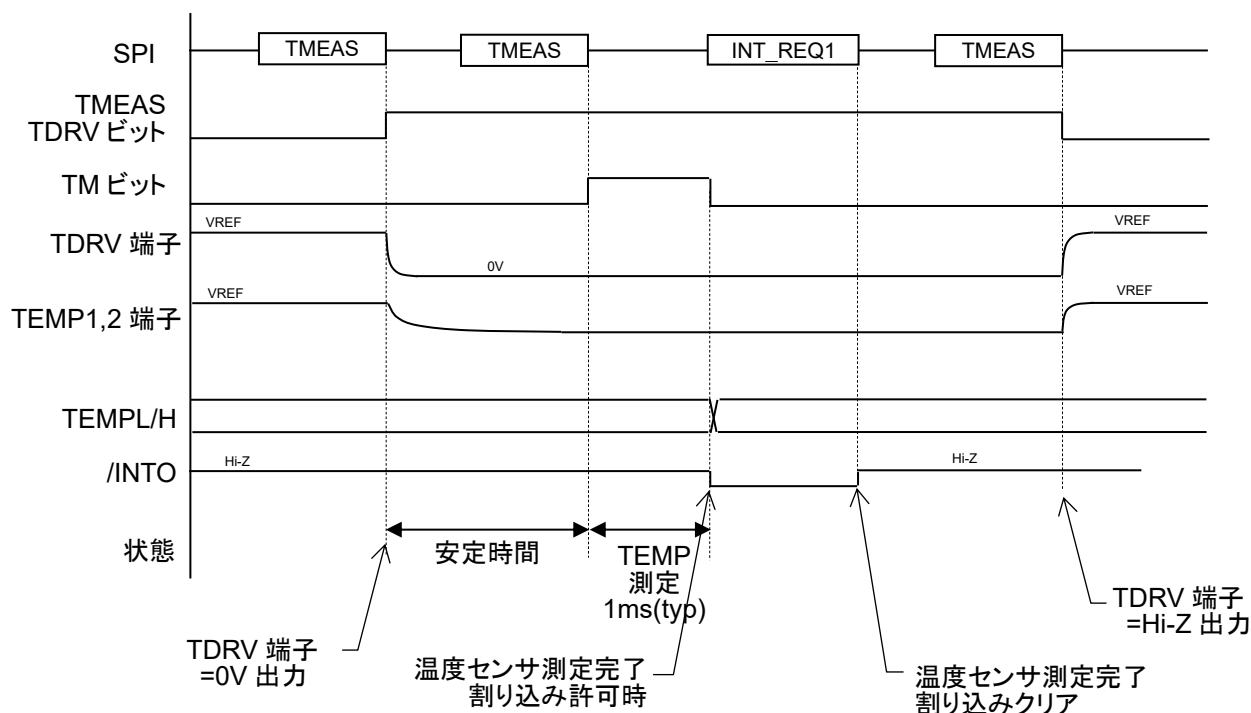 SPI
TMEAS
TMEAS
INT_REQ1
TMEAS
TMEAS
TDRV ビット
TM ビット
VREF
VREF
TDRV 端子
0V
VREF
VREF
TEMP1,2 端子
TEMPL/H
/INTO
Hi-Z
Hi-Z
状態
安定時間
TEMP
測定
1ms(typ)
TDRV 端子
=0V 出力
温度センサ測定完了
割り込み許可時
温度センサ測定完了
割り込みクリア
TDRV 端子
=Hi-Z 出力